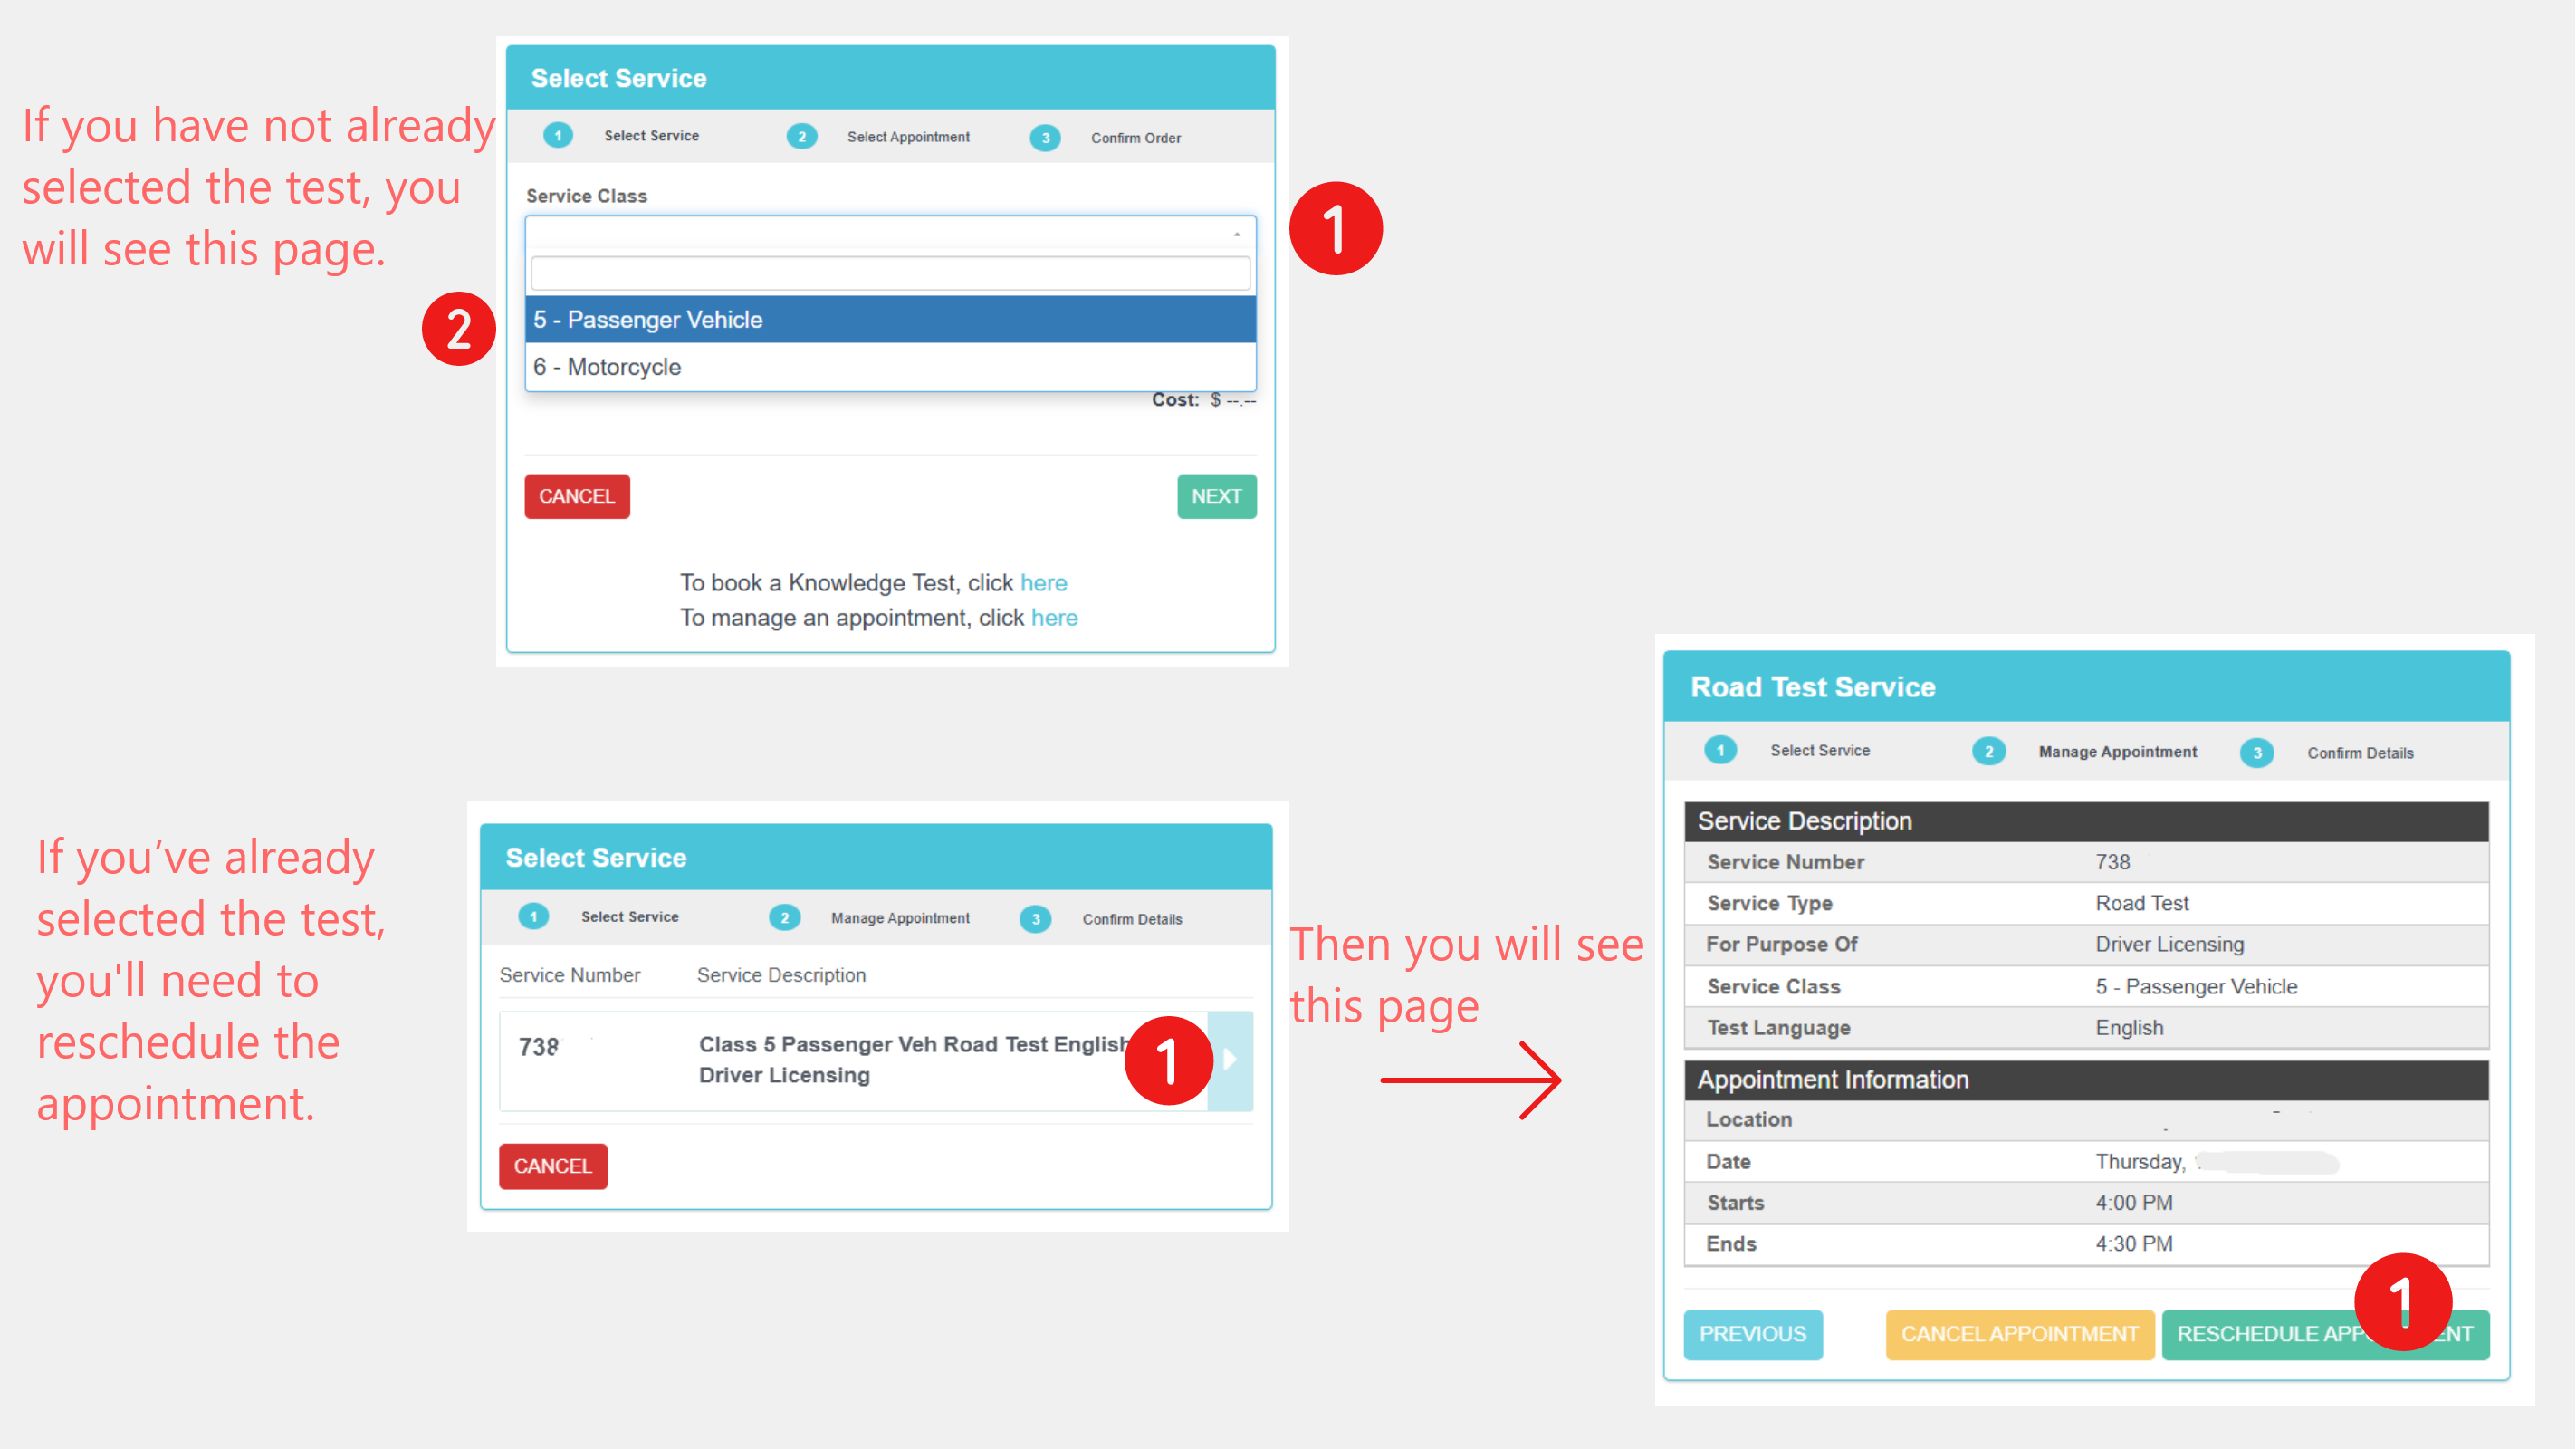 If you have not already
selected the test, you
will see this page.
Select Service
1 Select Service 2 Select Appointment 3 Confirm Order
Service Class
1
2
5 - Passenger Vehicle
6 - Motorcycle
Cost: $ --.--
CANCEL NEXT
To book a Knowledge Test, click here
To manage an appointment, click here
If you’ve already
selected the test,
you'll need to
reschedule the
appointment.
Select Service
1 Select Service 2 Manage Appointment 3 Confirm Details
Service Number Service Description
738 Class 5 Passenger Veh Road Test English
Driver Licensing
1
CANCEL
Then you will see
this page
Road Test Service
1 Select Service 2 Manage Appointment 3 Confirm Details
Service Description
Service Number 738
Service Type Road Test
For Purpose Of Driver Licensing
Service Class 5 - Passenger Vehicle
Test Language English
Appointment Information
Location
Date Thursday,
Starts 4:00 PM
Ends 4:30 PM
1
PREVIOUS CANCEL APPOINTMENT RESCHEDULE